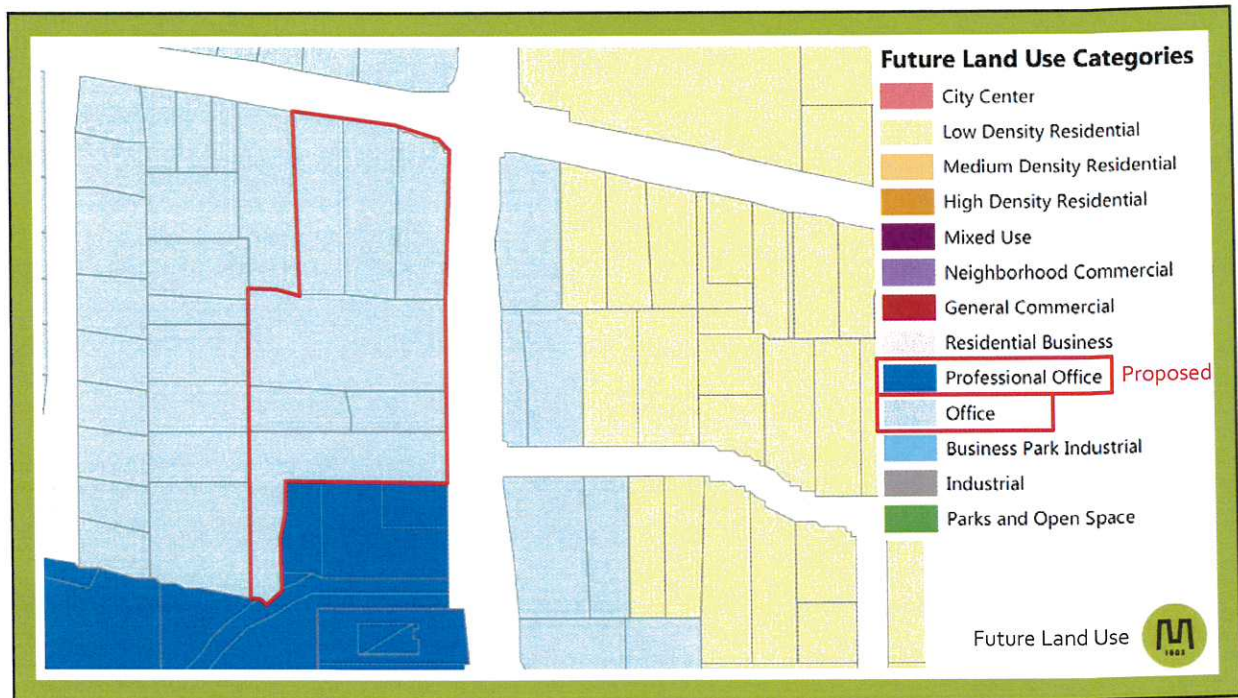 Future Land Use Categories
City Center
Low Density Residential
Medium Density Residential
High Density Residential
Mixed Use
Neighborhood Commercial
General Commercial
Residential Business
Professional Office Proposed
Office
Business Park Industrial
Industrial
Parks and Open Space
Future Land Use
1803